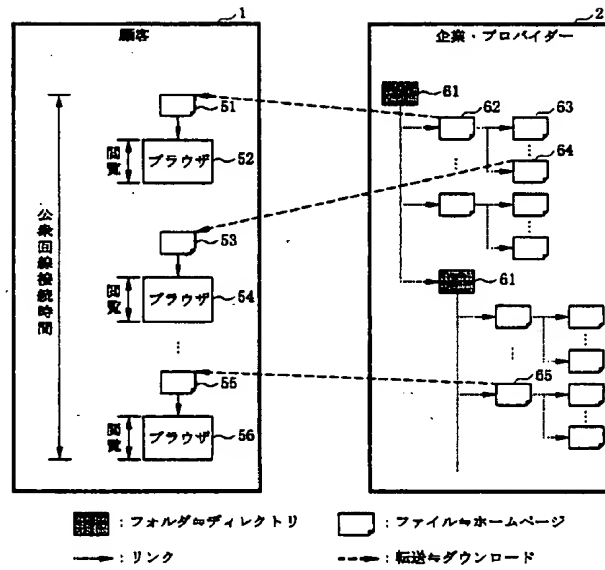 1
2
顧客
企業・プロバイダー
61
51
62
63
閲覧
ブラウザ
52
64
公衆回線接続時間
53
61
閲覧
ブラウザ
54
55
65
閲覧
ブラウザ
56
：フォルダ≒ディレクトリ
：ファイル≒ホームページ
：リンク
：転送≒ダウンロード